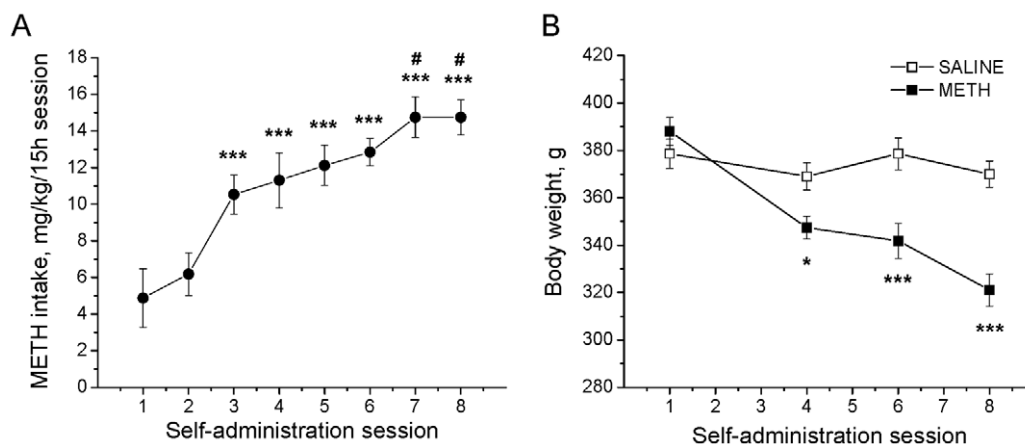 A
METH intake, mg/kg/15h session
18
16
14
12
10
8
6
4
2
0
*** *** *** *** *** ***
# #
1 2 3 4 5 6 7 8
Self-administration session
B
Body weight, g
420
400
380
360
340
320
300
280
SALINE
METH
*
***
***
1 2 3 4 5 6 7 8
Self-administration session